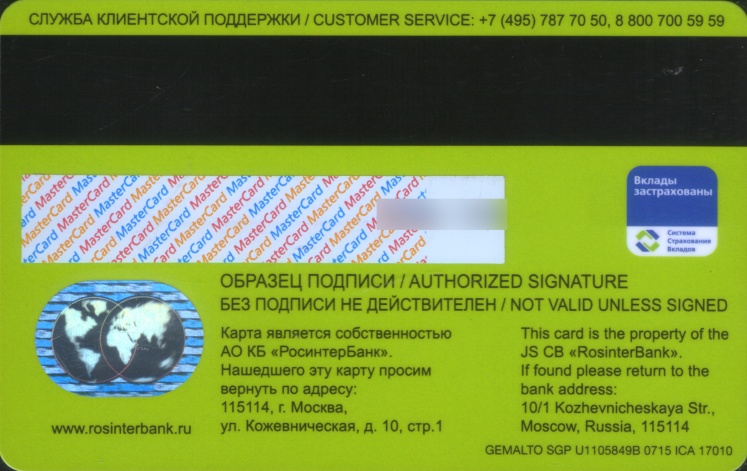 СЛУЖБА КЛИЕНТСКОЙ ПОДДЕРЖКИ / CUSTOMER SERVICE: +7 (495) 787 70 50, 8 800 700 59 59
MasterCard MasterCard MasterCard
Вклады
застрахованы
Система
Страхования
Вкладов
ОБРАЗЕЦ ПОДПИСИ / AUTHORIZED SIGNATURE
БЕЗ ПОДПИСИ НЕ ДЕЙСТВИТЕЛЕН / NOT VALID UNLESS SIGNED
Карта является собственностью
АО КБ «РосинтерБанк».
Нашедшего эту карту просим
вернуть по адресу:
115114, г. Москва,
ул. Кожевническая, д. 10, стр.1
This card is the property of the
JS CB «RosinterBank».
If found please return to the
bank address:
10/1 Kozhevnicheskaya Str.,
Moscow, Russia, 115114
www.rosinterbank.ru
GEMALTO SGP U1105849B 0715 ICA 17010